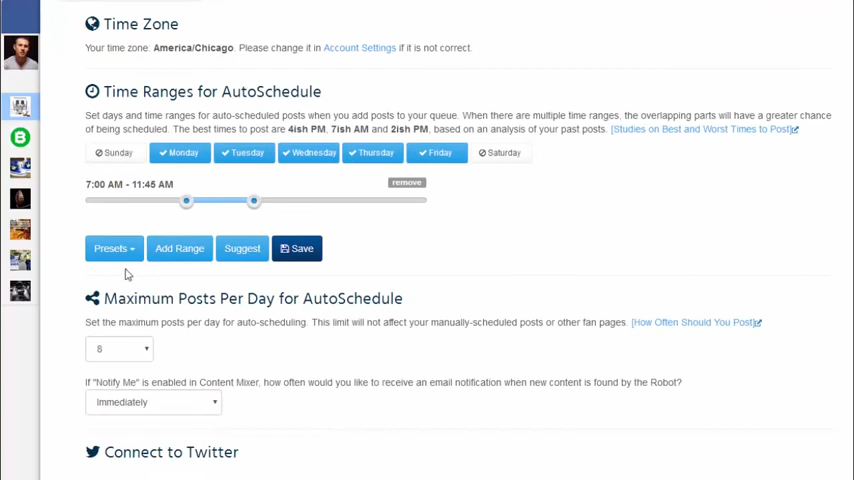 Time Zone
Your time zone: America/Chicago. Please change it in Account Settings if it is not correct.
Time Ranges for AutoSchedule
Set days and time ranges for auto-scheduled posts when you add posts to your queue. When there are multiple time ranges, the overlapping parts will have a greater chance
of being scheduled. The best times to post are 4ish PM, 7ish AM and 2ish PM, based on an analysis of your past posts. [Studies on Best and Worst Times to Post]
Sunday Monday Tuesday Wednesday Thursday Friday Saturday
7:00 AM - 11:45 AM remove
Presets Add Range Suggest Save
Maximum Posts Per Day for AutoSchedule
Set the maximum posts per day for auto-scheduling. This limit will not affect your manually-scheduled posts or other fan pages. [How Often Should You Post]
8
If "Notify Me" is enabled in Content Mixer, how often would you like to receive an email notification when new content is found by the Robot?
Immediately
Connect to Twitter